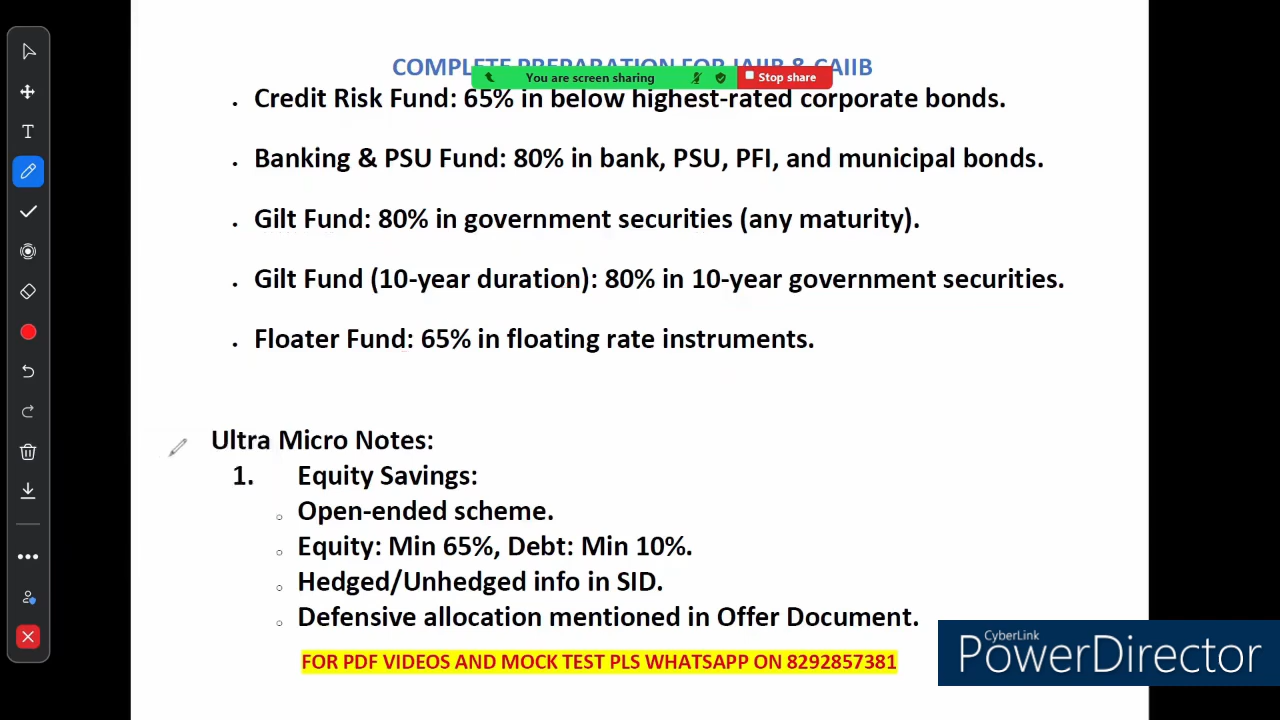 COMPLETE PREPARATION FOR JAIIB & CAIIB
You are screen sharing
Stop share
. Credit Risk Fund: 65% in below highest-rated corporate bonds.
. Banking & PSU Fund: 80% in bank, PSU, PFI, and municipal bonds.
. Gilt Fund: 80% in government securities (any maturity).
. Gilt Fund (10-year duration): 80% in 10-year government securities.
. Floater Fund: 65% in floating rate instruments.
T
Ultra Micro Notes:
1. Equity Savings:
○ Open-ended scheme.
○ Equity: Min 65%, Debt: Min 10%.
○ Hedged/Unhedged info in SID.
○ Defensive allocation mentioned in Offer Document.
FOR PDF VIDEOS AND MOCK TEST PLS WHATSAPP ON 8292857381
CyberLink
PowerDirector